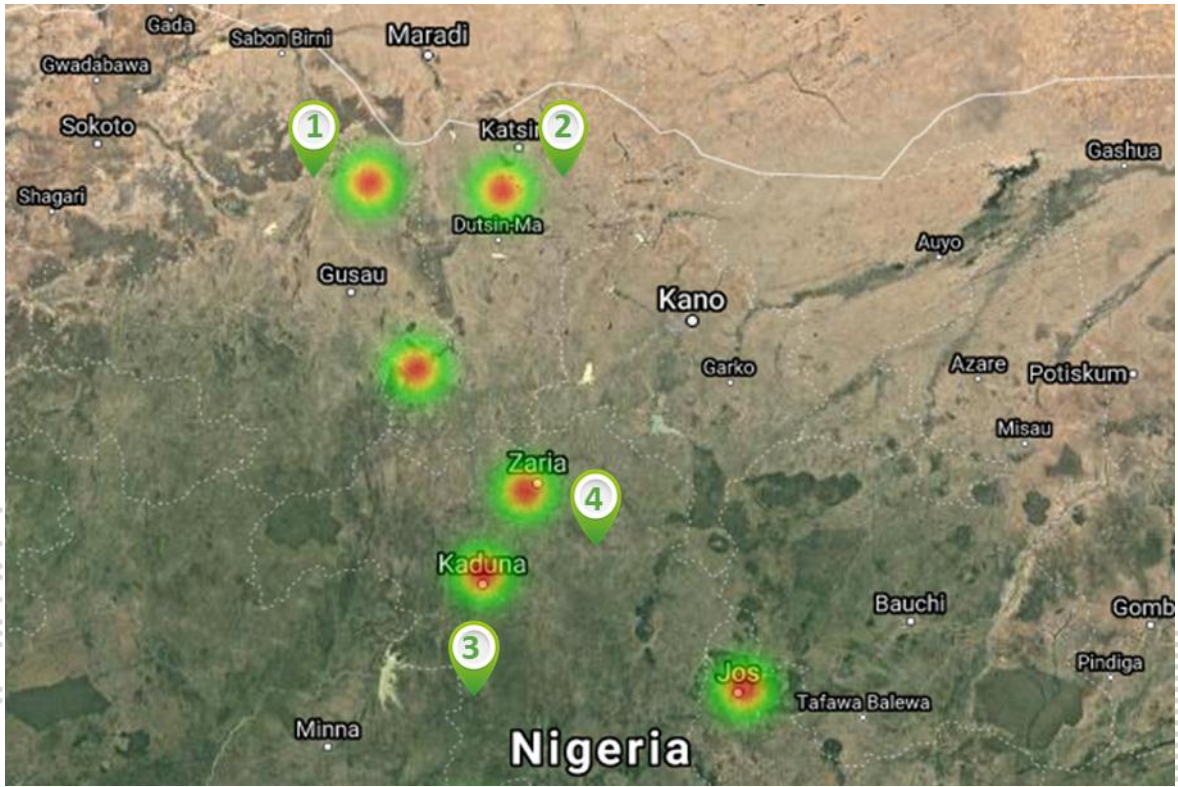 Gada
Sabon Birni
Maradi
Gwadabawa
Sokoto
1
Katsi
2
Gashua
Shagari
Dutsin-Ma
Auyo
Gusau
Kano
Garko
Azare
Potiskum
Misau
Zaria
4
Kaduna
Bauchi
Gomb
3
Jos
Pindiga
Tafawa Balewa
Minna
Nigeria